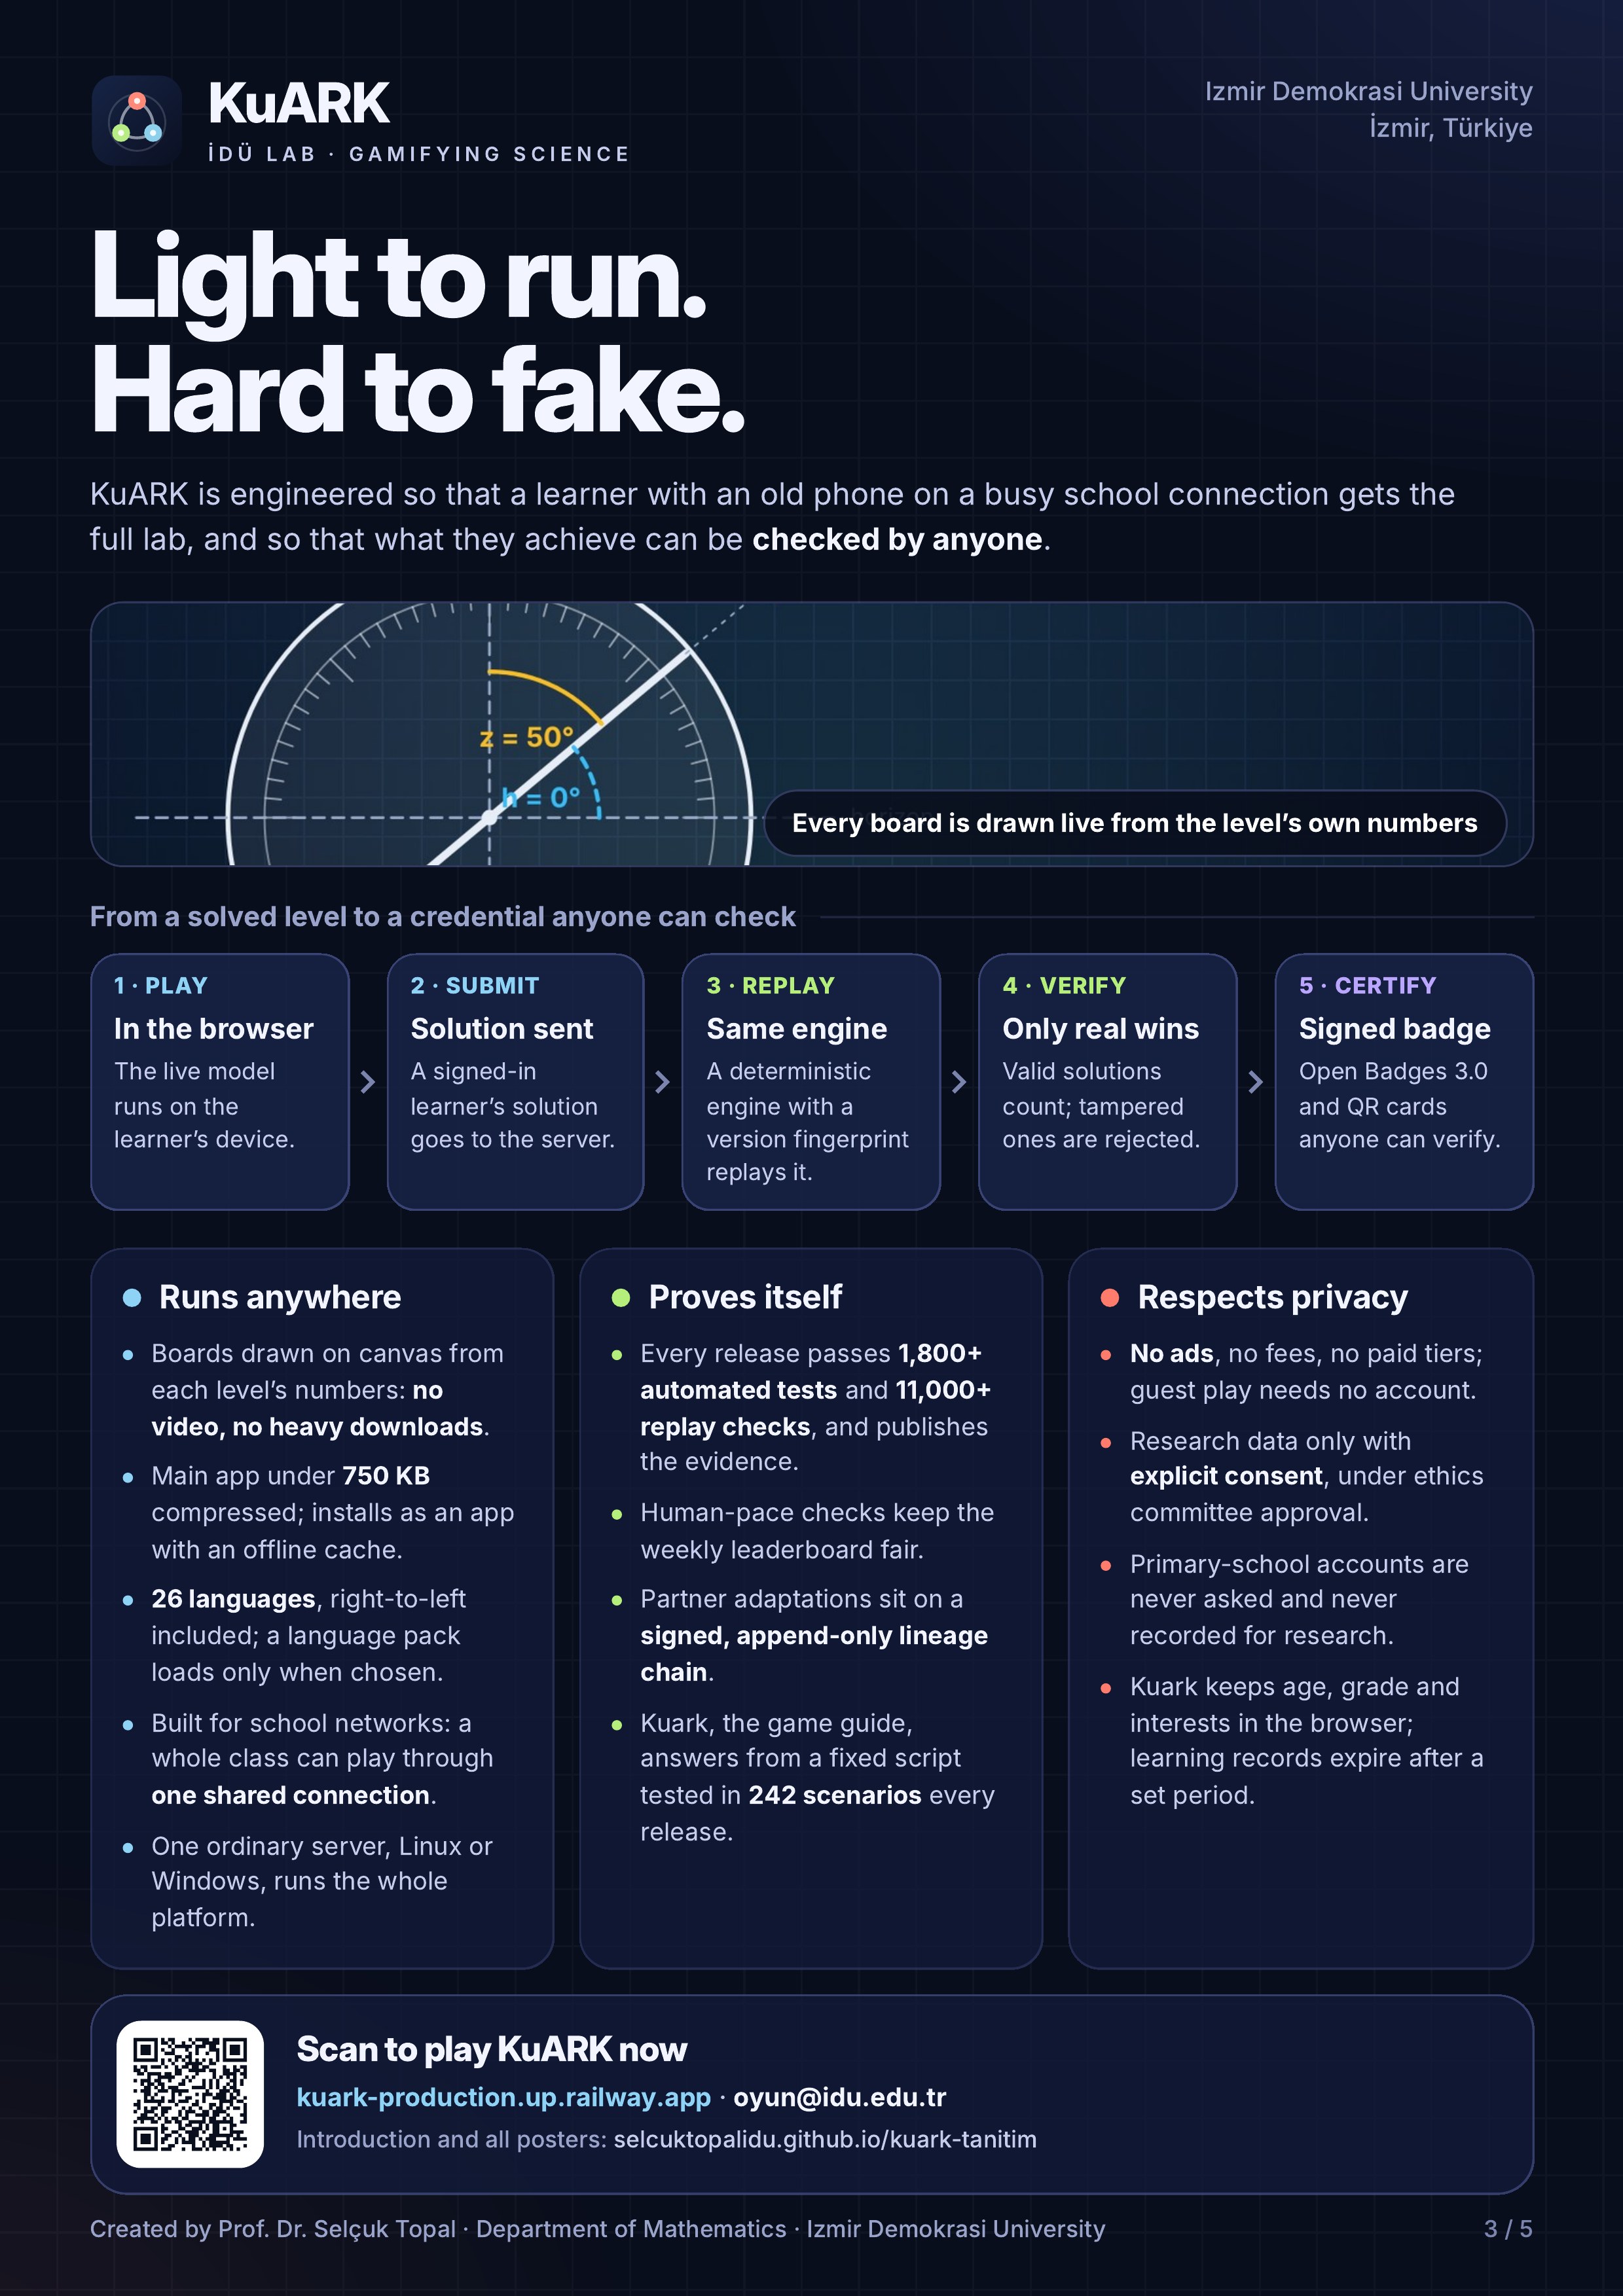 KuARK
İDÜ LAB · GAMIFYING SCIENCE
Izmir Demokrasi University
İzmir, Türkiye
Light to run.
Hard to fake.
KuARK is engineered so that a learner with an old phone on a busy school connection gets the
full lab, and so that what they achieve can be checked by anyone.
z = 50°
h = 0°
Every board is drawn live from the level’s own numbers
From a solved level to a credential anyone can check
1 · PLAY
In the browser
The live model
runs on the
learner’s device.
2 · SUBMIT
Solution sent
A signed-in
learner’s solution
goes to the server.
3 · REPLAY
Same engine
A deterministic
engine with a
version fingerprint
replays it.
4 · VERIFY
Only real wins
Valid solutions
count; tampered
ones are rejected.
5 · CERTIFY
Signed badge
Open Badges 3.0
and QR cards
anyone can verify.
Runs anywhere
Boards drawn on canvas from
each level’s numbers: no
video, no heavy downloads.
Main app under 750 KB
compressed; installs as an app
with an offline cache.
26 languages, right-to-left
included; a language pack
loads only when chosen.
Built for school networks: a
whole class can play through
one shared connection.
One ordinary server, Linux or
Windows, runs the whole
platform.
Proves itself
Every release passes 1,800+
automated tests and 11,000+
replay checks, and publishes
the evidence.
Human-pace checks keep the
weekly leaderboard fair.
Partner adaptations sit on a
signed, append-only lineage
chain.
Kuark, the game guide,
answers from a fixed script
tested in 242 scenarios every
release.
Respects privacy
No ads, no fees, no paid tiers;
guest play needs no account.
Research data only with
explicit consent, under ethics
committee approval.
Primary-school accounts are
never asked and never
recorded for research.
Kuark keeps age, grade and
interests in the browser;
learning records expire after a
set period.
Scan to play KuARK now
kuark-production.up.railway.app · oyun@idu.edu.tr
Introduction and all posters: selcuktopalidu.github.io/kuark-tanitim
Created by Prof. Dr. Selçuk Topal · Department of Mathematics · Izmir Demokrasi University
3 / 5